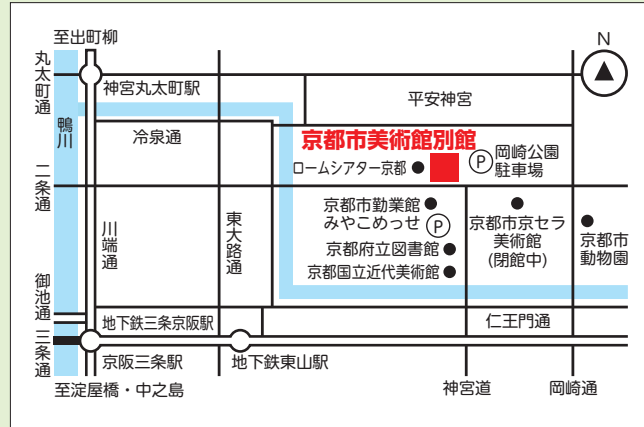 至出町柳
N
丸太町通
神宮丸太町駅
平安神宮
鴨川
冷泉通
京都市美術館別館
ロームシアター京都
P
岡崎公園
駐車場
二条通
川端通
東大路通
京都市勧業館
みやこめっせ
P
京都府立図書館
京都国立近代美術館
京都市京セラ
美術館
(閉館中)
京都市
動物園
御池通
地下鉄三条京阪駅
仁王門通
三条通
京阪三条駅
地下鉄東山駅
至淀屋橋・中之島
神宮道
岡崎通